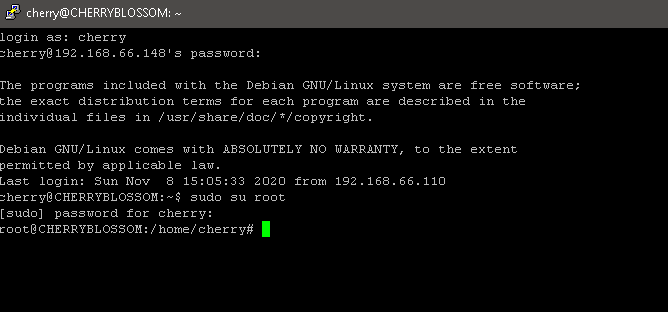 cherry@CHERRYBLOSSOM: ~
login as: cherry
cherry@192.168.66.148's password:
The programs included with the Debian GNU/Linux system are free software;
the exact distribution terms for each program are described in the
individual files in /usr/share/doc/*/copyright.
Debian GNU/Linux comes with ABSOLUTELY NO WARRANTY, to the extent
permitted by applicable law.
Last login: Sun Nov  8 15:05:33 2020 from 192.168.66.110
cherry@CHERRYBLOSSOM:~$ sudo su root
[sudo] password for cherry:
root@CHERRYBLOSSOM:/home/cherry#